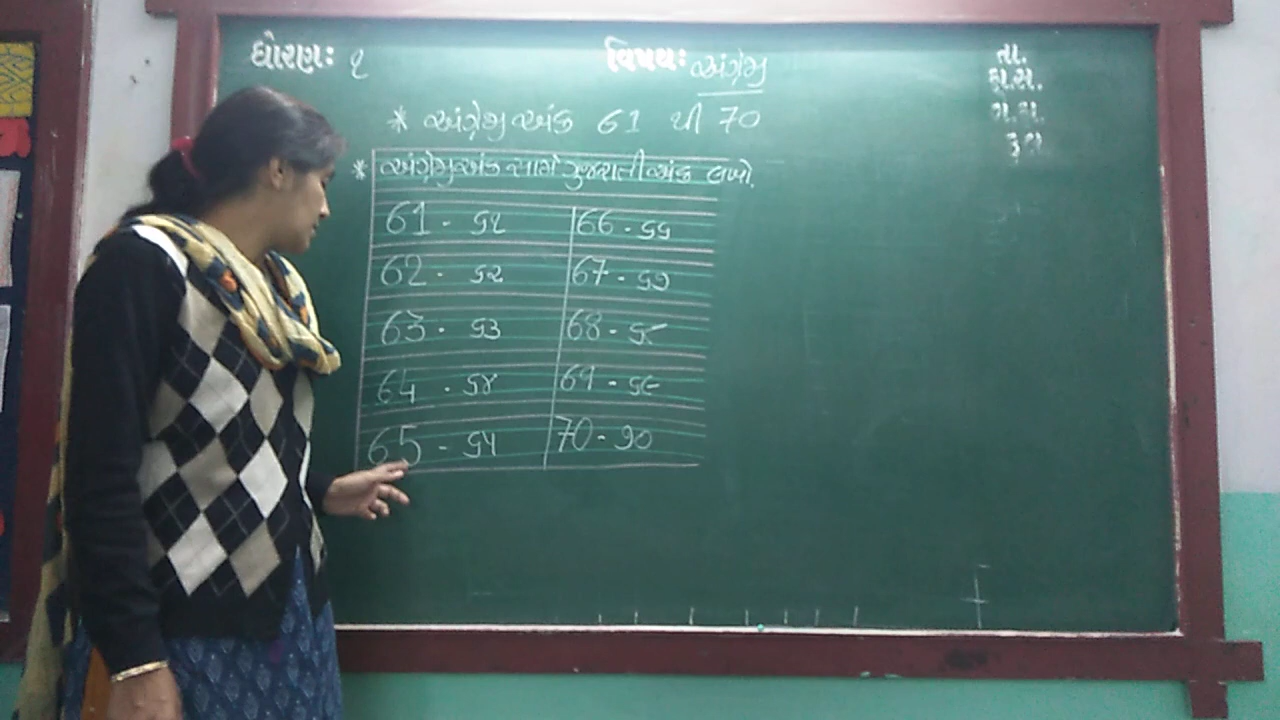 ધોરણઃ ૧
વિષયઃ અંગ્રેજી
તા.
કા.સં.
ગ.હા.
કુલ
* અંગ્રેજી અંક 61 થી 70
* અંગ્રેજી અંક સામે ગુજરાતી અંક લખો.
61 - ૬૧ 66 - ૬૬
62 - ૬૨ 67 - ૬૭
63 - ૬૩ 68 - ૬૮
64 - ૬૪ 69 - ૬૯
65 - ૬૫ 70 - ૭૦